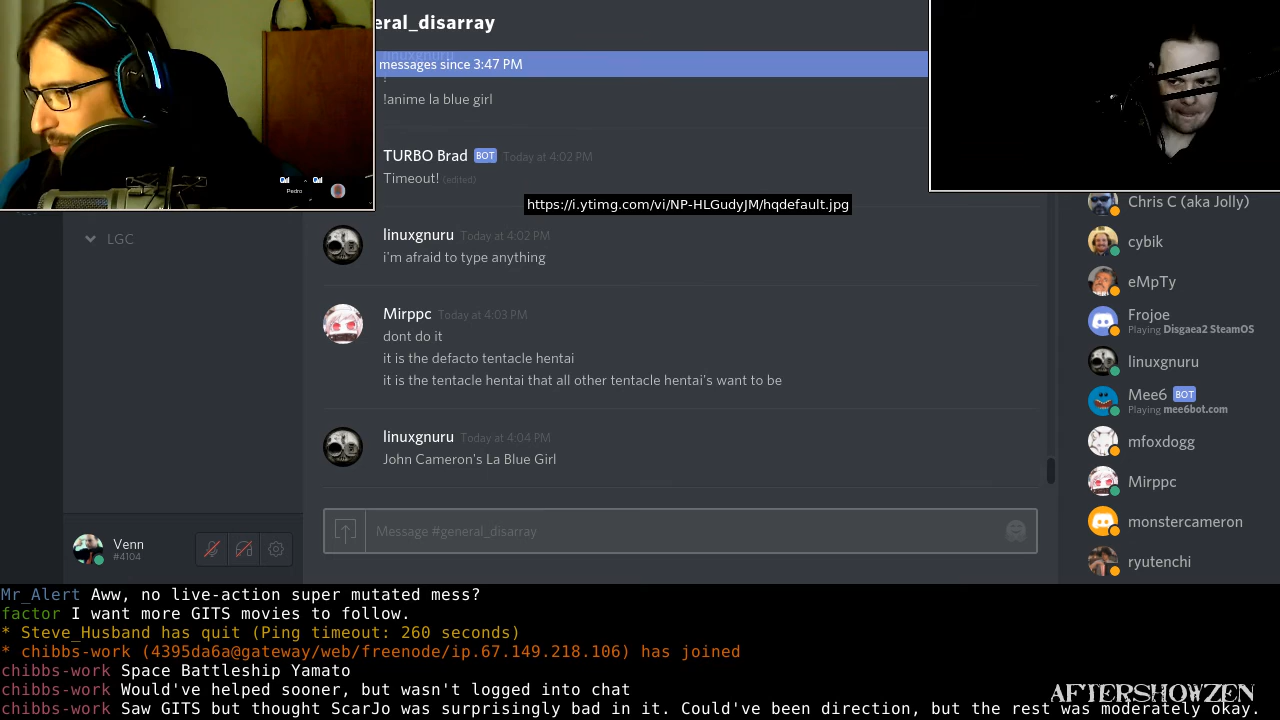 eral_disarray
messages since 3:47 PM
!anime la blue girl
TURBO Brad BOT Today at 4:02 PM
Timeout! (edited)
https://i.ytimg.com/vi/NP-HLGudyJM/hqdefault.jpg
Pedro
LGC
linuxgnuru Today at 4:02 PM
i'm afraid to type anything
Mirppc Today at 4:03 PM
dont do it
it is the defacto tentacle hentai
it is the tentacle hentai that all other tentacle hentai's want to be
linuxgnuru Today at 4:04 PM
John Cameron's La Blue Girl
Message #general_disarray
Venn
#4104
Chris C (aka Jolly)
cybik
eMpTy
Frojoe
Playing Disgaea2 SteamOS
linuxgnuru
Mee6 BOT
Playing mee6bot.com
mfoxdogg
Mirppc
monstercameron
ryutenchi
Mr_Alert Aww, no live-action super mutated mess?
factor I want more GITS movies to follow.
* Steve_Husband has quit (Ping timeout: 260 seconds)
* chibbs-work (4395da6a@gateway/web/freenode/ip.67.149.218.106) has joined
chibbs-work Space Battleship Yamato
chibbs-work Would've helped sooner, but wasn't logged into chat
chibbs-work Saw GITS but thought ScarJo was surprisingly bad in it. Could've been direction, but the rest was moderately okay.
AFTERSHOWZEN